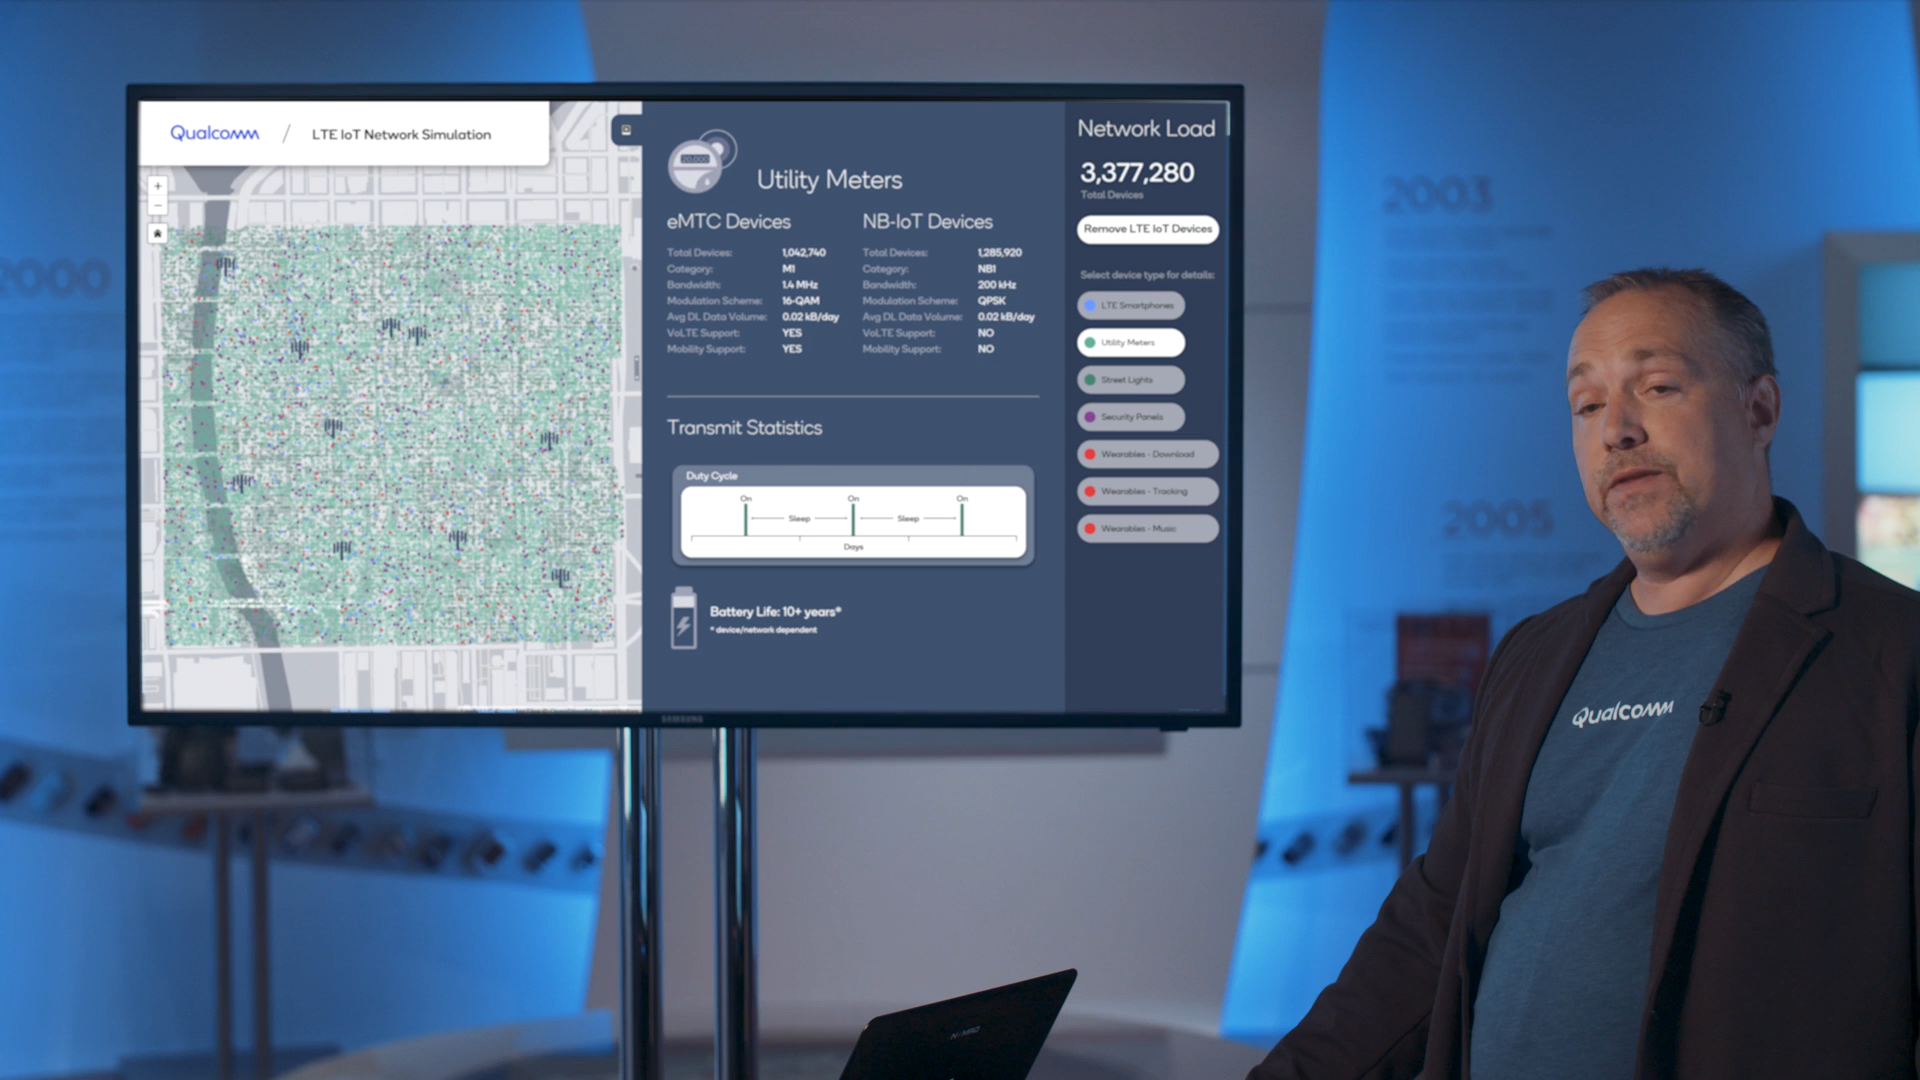 Qualcomm / LTE IoT Network Simulation
+
−
20,000
Utility Meters
eMTC Devices
Total Devices: 1,042,740
Category: M1
Bandwidth: 1.4 MHz
Modulation Scheme: 16-QAM
Avg DL Data Volume: 0.02 kB/day
VoLTE Support: YES
Mobility Support: YES
NB-IoT Devices
Total Devices: 1,285,920
Category: NB1
Bandwidth: 200 kHz
Modulation Scheme: QPSK
Avg DL Data Volume: 0.02 kB/day
VoLTE Support: NO
Mobility Support: NO
Transmit Statistics
Duty Cycle
On On On
Sleep Sleep
Days
Battery Life: 10+ years*
* device/network dependent
Network Load
3,377,280
Total Devices
Remove LTE IoT Devices
Select device type for details:
LTE Smartphones
Utility Meters
Street Lights
Security Panels
Wearables - Download
Wearables - Tracking
Wearables - Music
SAMSUNG
2000
2003
2005
Qualcomm